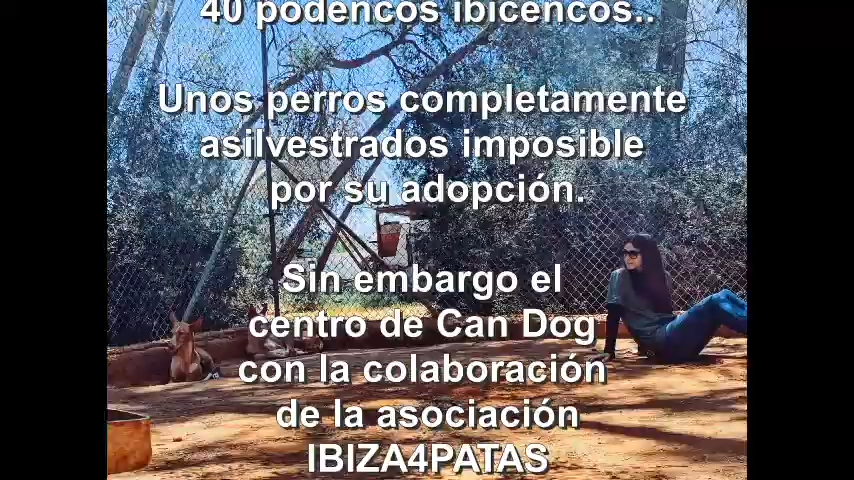 40 podencos ibicencos..
Unos perros completamente
asilvestrados imposible
por su adopción.
Sin embargo el
centro de Can Dog
con la colaboración
de la asociación
IBIZA4PATAS